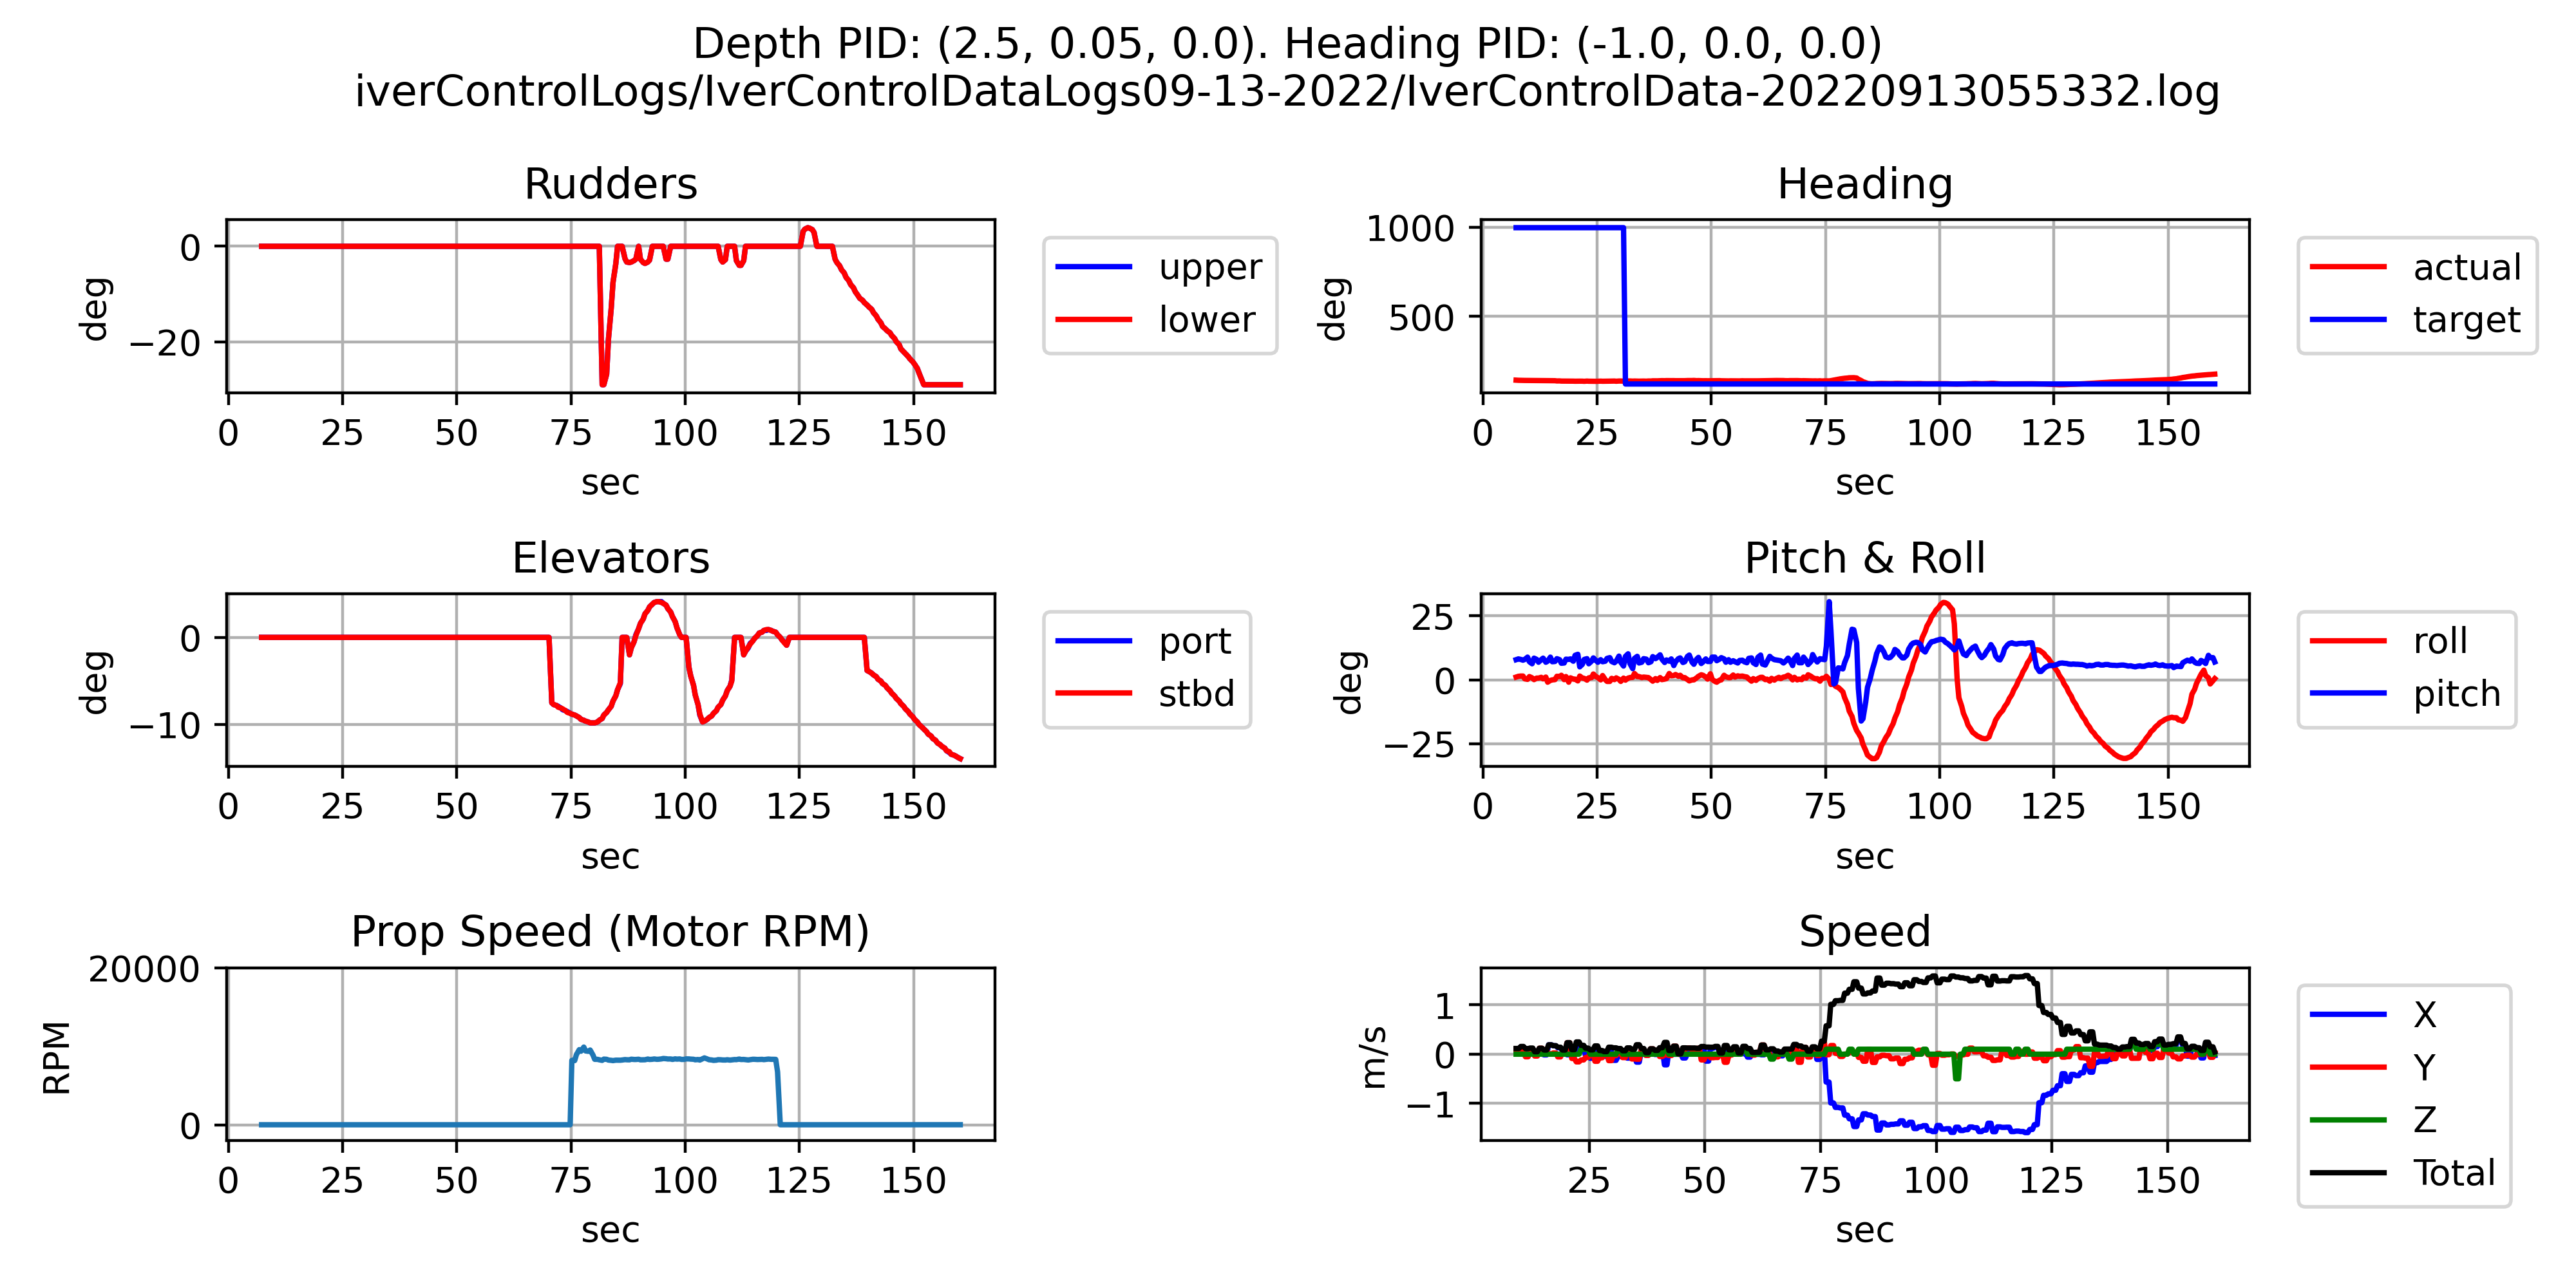 Depth PID: (2.5, 0.05, 0.0). Heading PID: (-1.0, 0.0, 0.0)
iverControlLogs/IverControlDataLogs09-13-2022/IverControlData-20220913055332.log
Rudders
deg
0
−20
0 25 50 75 100 125 150
sec
upper
lower
Heading
deg
1000
500
0 25 50 75 100 125 150
sec
actual
target
Elevators
deg
0
−10
0 25 50 75 100 125 150
sec
port
stbd
Pitch & Roll
deg
25
0
−25
0 25 50 75 100 125 150
sec
roll
pitch
Prop Speed (Motor RPM)
RPM
20000
0
0 25 50 75 100 125 150
sec
Speed
m/s
1
0
−1
25 50 75 100 125 150
sec
X
Y
Z
Total